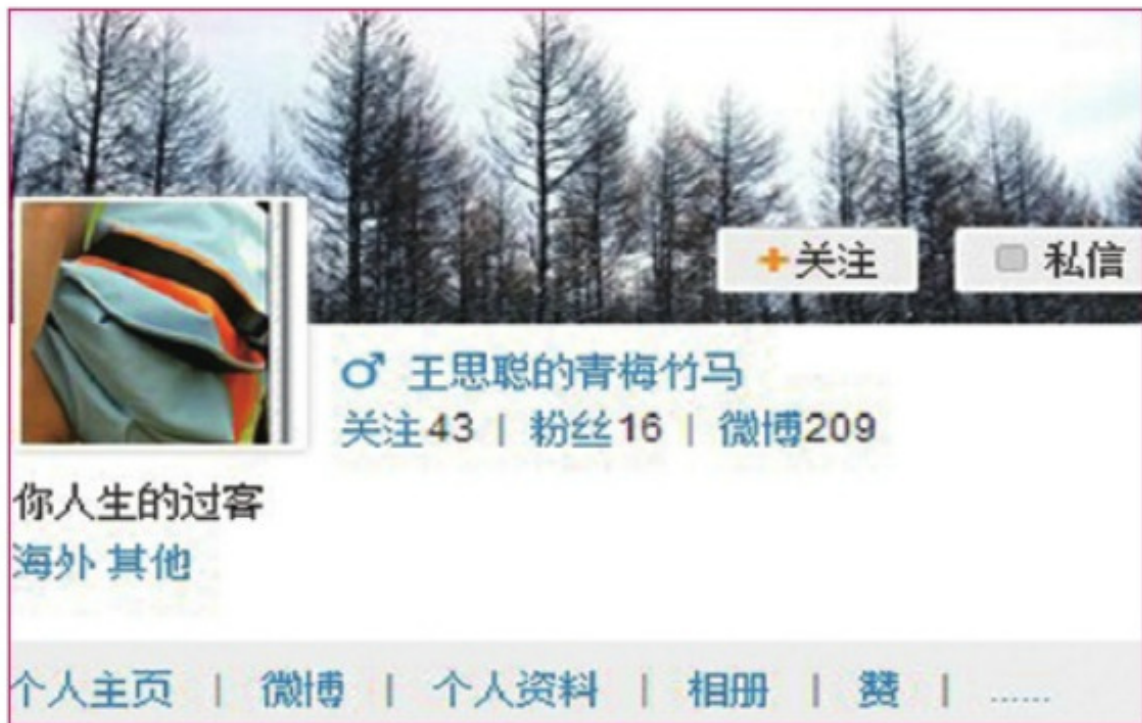 +关注 私信
♂ 王思聪的青梅竹马
关注43 | 粉丝16 | 微博209
你人生的过客
海外 其他
个人主页 | 微博 | 个人资料 | 相册 | 赞 | ......